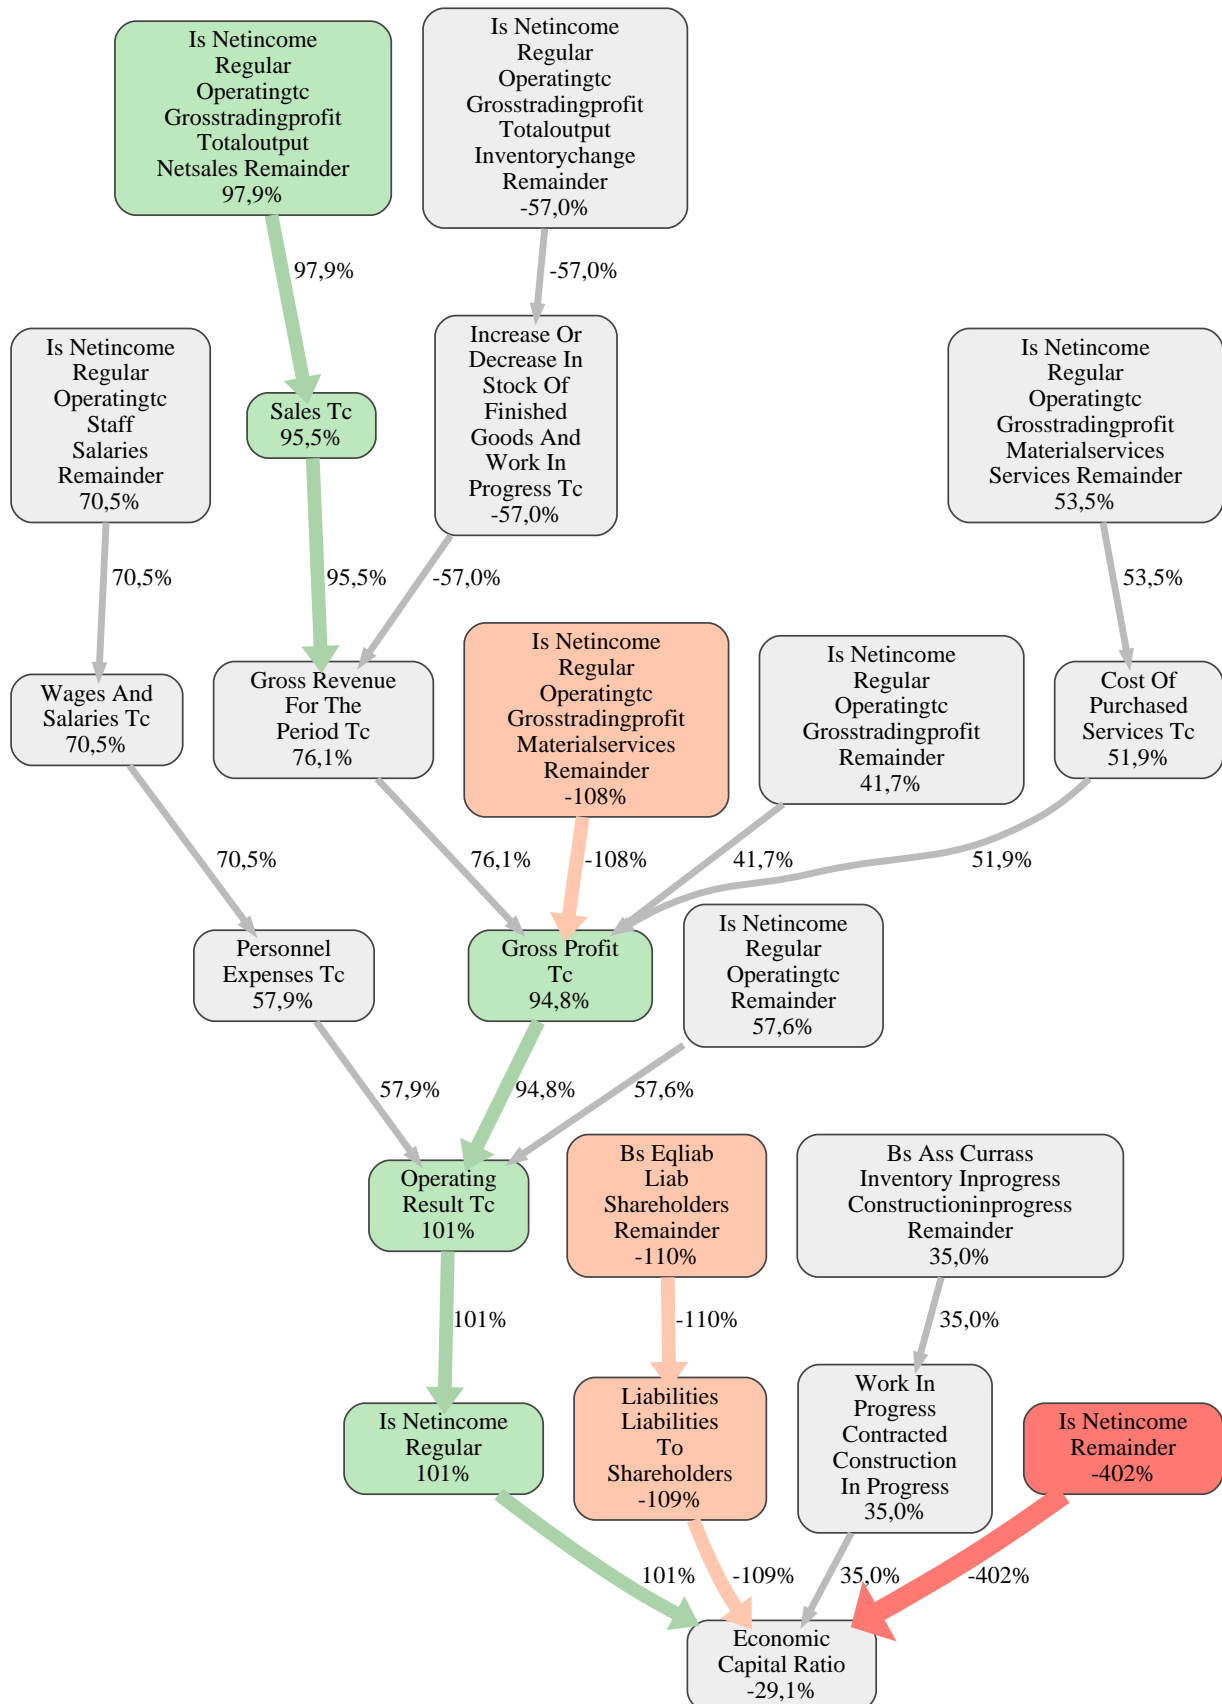 Is Netincome
Regular
Operatingtc
Grosstradingprofit
Totaloutput
Netsales Remainder
97,9%
Is Netincome
Regular
Operatingtc
Grosstradingprofit
Totaloutput
Inventorychange
Remainder
-57,0%
97,9%
-57,0%
Is Netincome
Regular
Operatingtc
Staff
Salaries
Remainder
70,5%
Sales Tc
95,5%
Increase Or
Decrease In
Stock Of
Finished
Goods And
Work In
Progress Tc
-57,0%
Is Netincome
Regular
Operatingtc
Grosstradingprofit
Materialservices
Services Remainder
53,5%
70,5%
95,5%
-57,0%
53,5%
Wages And
Salaries Tc
70,5%
Gross Revenue
For The
Period Tc
76,1%
Is Netincome
Regular
Operatingtc
Grosstradingprofit
Materialservices
Remainder
-108%
Is Netincome
Regular
Operatingtc
Grosstradingprofit
Remainder
41,7%
Cost Of
Purchased
Services Tc
51,9%
70,5%
76,1%
-108%
41,7%
51,9%
Personnel
Expenses Tc
57,9%
Gross Profit
Tc
94,8%
Is Netincome
Regular
Operatingtc
Remainder
57,6%
57,9%
94,8%
57,6%
Operating
Result Tc
101%
Bs Eqliab
Liab
Shareholders
Remainder
-110%
Bs Ass Currass
Inventory Inprogress
Constructioninprogress
Remainder
35,0%
101%
-110%
35,0%
Is Netincome
Regular
101%
Liabilities
Liabilities
To
Shareholders
-109%
Work In
Progress
Contracted
Construction
In Progress
35,0%
Is Netincome
Remainder
-402%
101%
-109%
35,0%
-402%
Economic
Capital Ratio
-29,1%